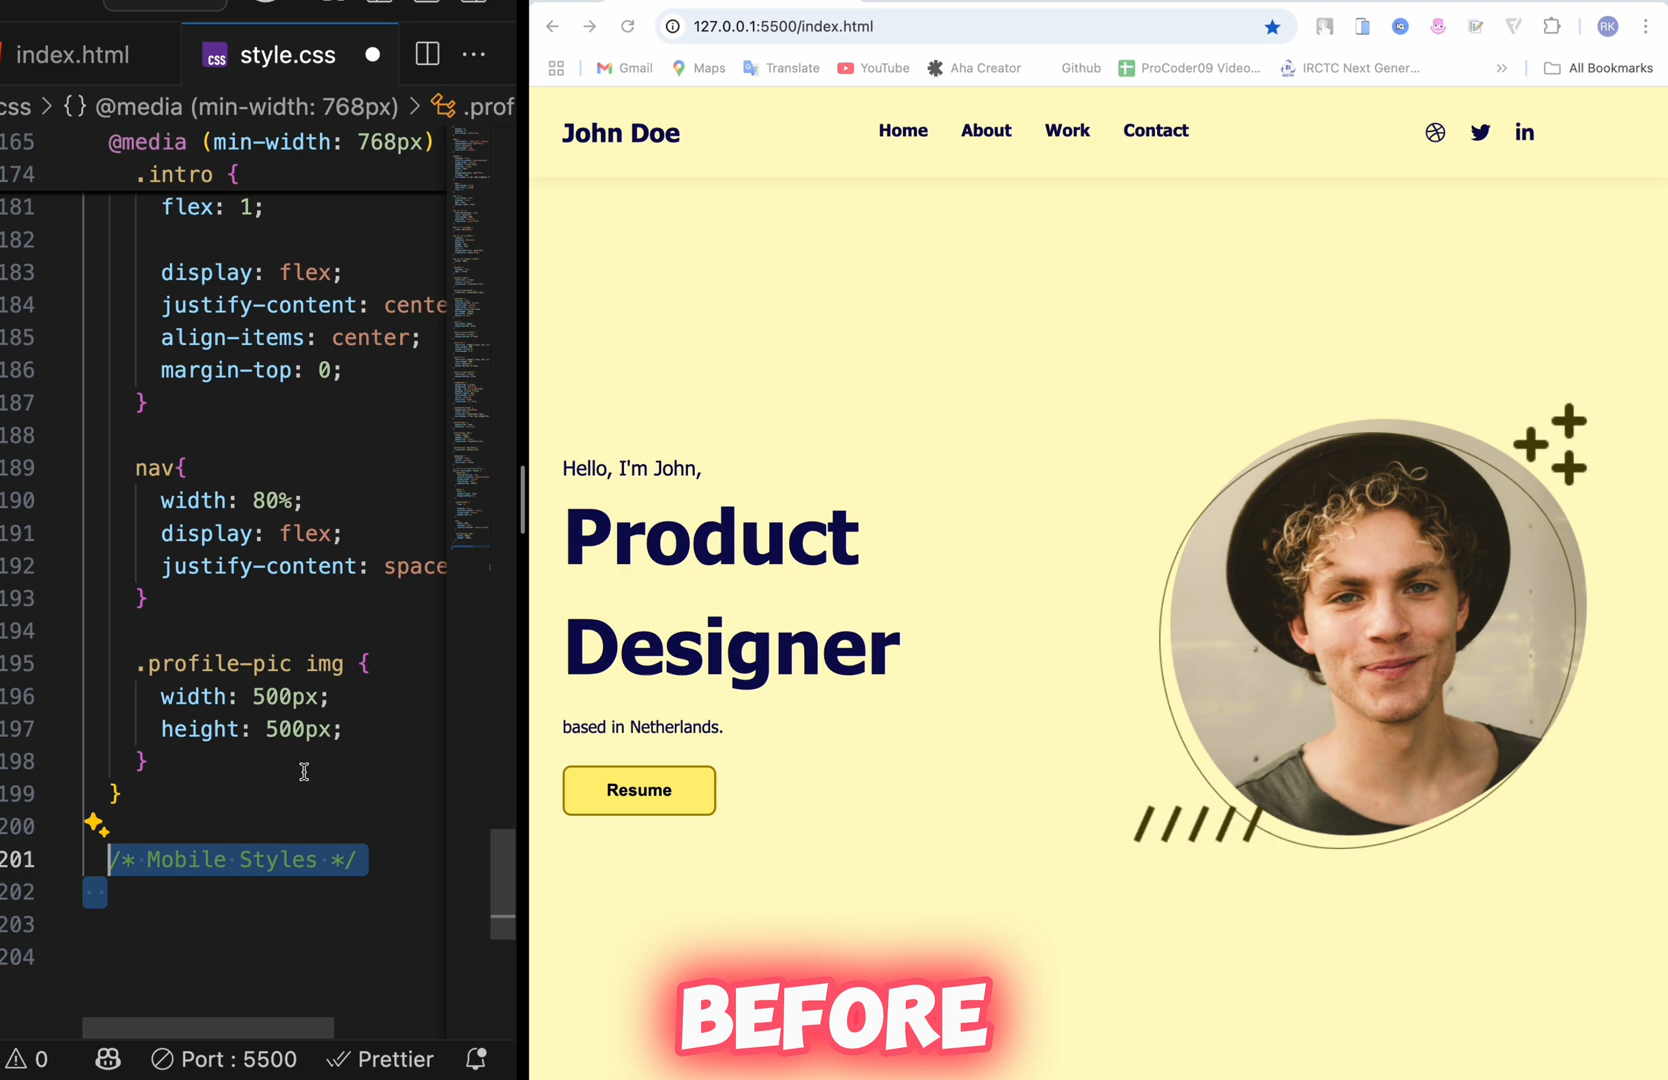 index.html
CSS
style.css
css > {} @media (min-width: 768px) > .prof
165 @media (min-width: 768px)
174 .intro {
181 flex: 1;
182
183 display: flex;
184 justify-content: cente
185 align-items: center;
186 margin-top: 0;
187 }
188
189 nav{
190 width: 80%;
191 display: flex;
192 justify-content: space
193 }
194
195 .profile-pic img {
196 width: 500px;
197 height: 500px;
198 }
199 }
200
201 /* Mobile Styles */
202
203
204
0
Port : 5500
Prettier
127.0.0.1:5500/index.html
RK
Gmail
Maps
Translate
YouTube
Aha Creator
Github
ProCoder09 Video...
IRCTC Next Gener...
»
All Bookmarks
John Doe
Home
About
Work
Contact
in
Hello, I'm John,
Product
Designer
based in Netherlands.
Resume
BEFORE